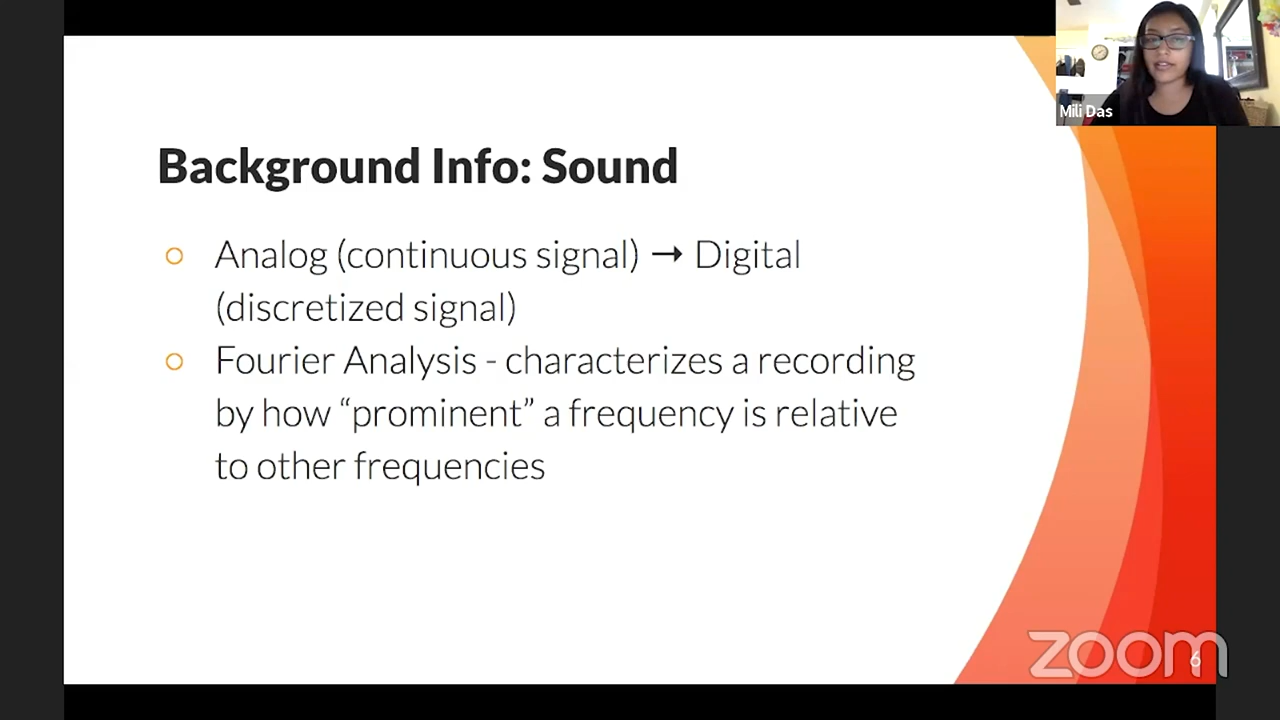 Mili Das
Background Info: Sound
Analog (continuous signal) → Digital
(discretized signal)
Fourier Analysis - characterizes a recording
by how “prominent” a frequency is relative
to other frequencies
zoom
6